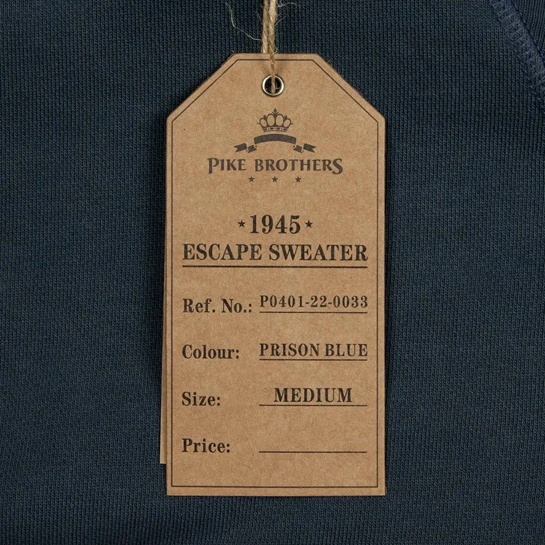 PIKE BROTHERS
★ ★ ★
★ 1945 ★
ESCAPE SWEATER
Ref. No.: P0401-22-0033
Colour: PRISON BLUE
Size: MEDIUM
Price: